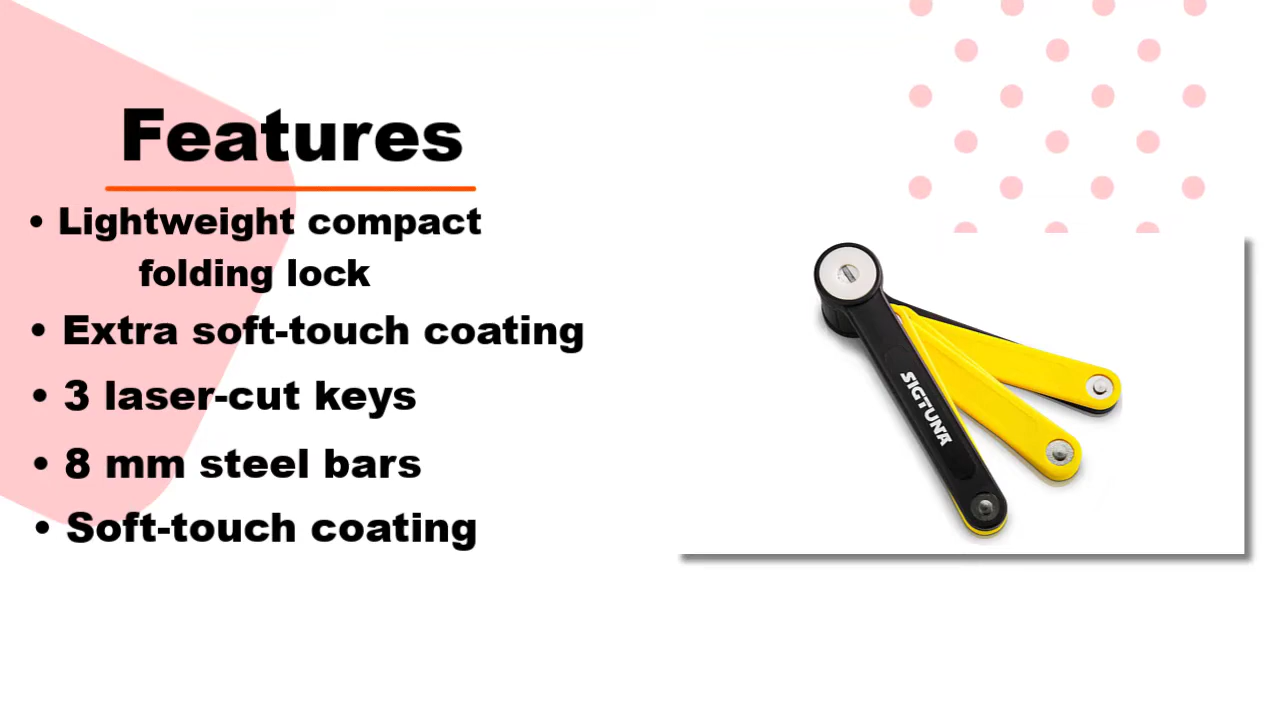 Features
• Lightweight compact
folding lock
• Extra soft-touch coating
• 3 laser-cut keys
• 8 mm steel bars
• Soft-touch coating
SIGTUNA